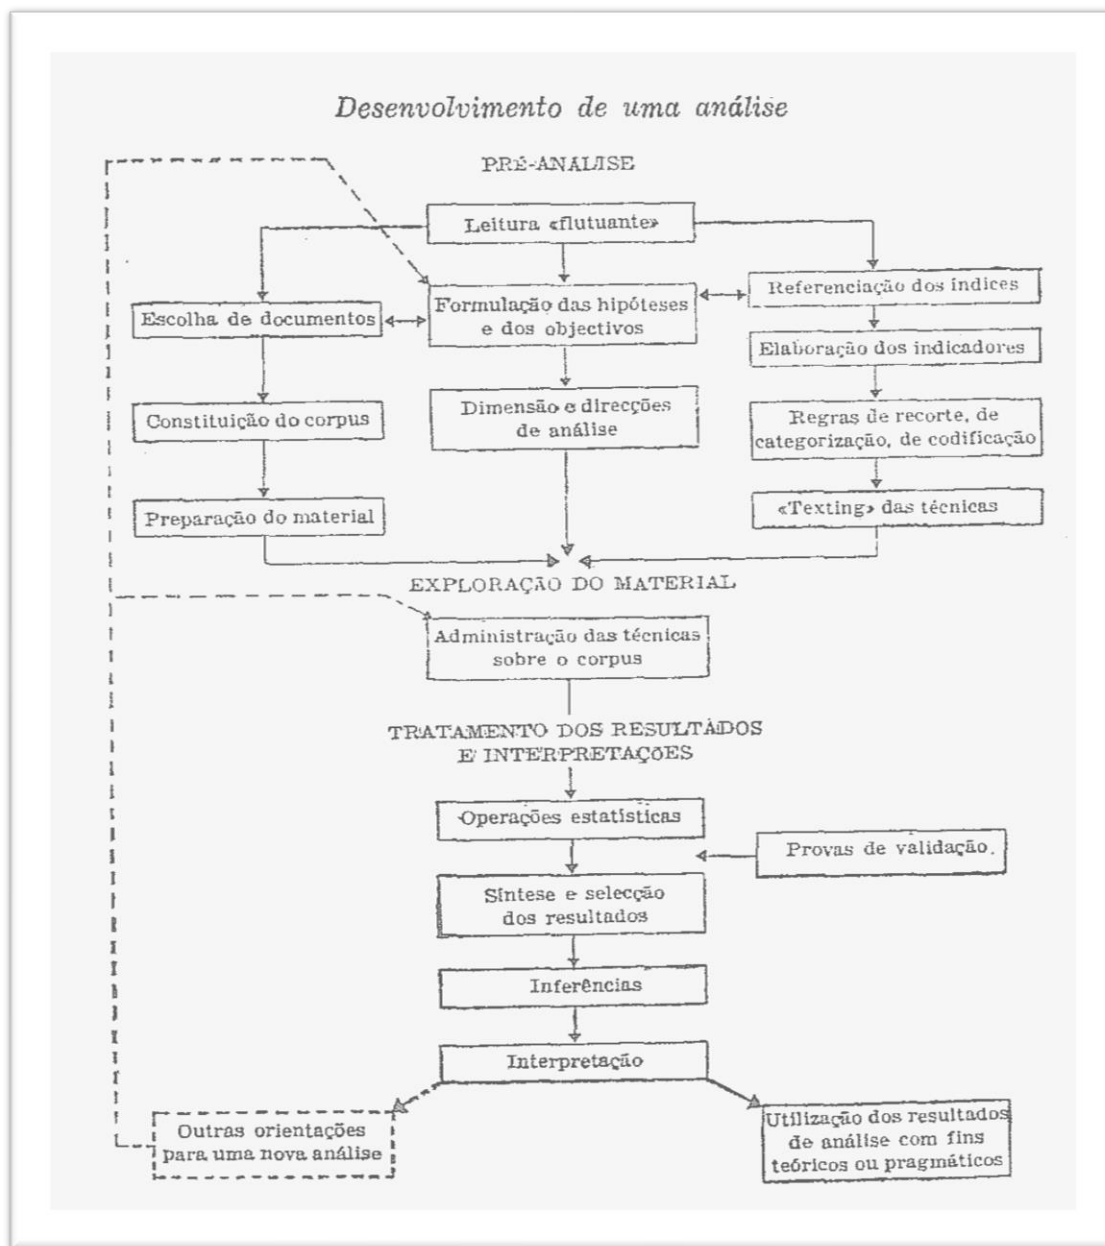 Desenvolvimento de uma análise
PRÉ-ANÁLISE
Leitura «flutuante»
Escolha de documentos
Formulação das hipóteses
e dos objectivos
Referenciação dos índices
Elaboração dos indicadores
Constituição do corpus
Dimensão e direcções
de análise
Regras de recorte, de
categorização, de codificação
Preparação do material
«Texting» das técnicas
EXPLORAÇÃO DO MATERIAL
Administração das técnicas
sobre o corpus
TRATAMENTO DOS RESULTADOS
E INTERPRETAÇÕES
Operações estatísticas
Provas de validação.
Síntese e selecção
dos resultados
Inferências
Interpretação
Outras orientações
para uma nova análise
Utilização dos resultados
de análise com fins
teóricos ou pragmáticos